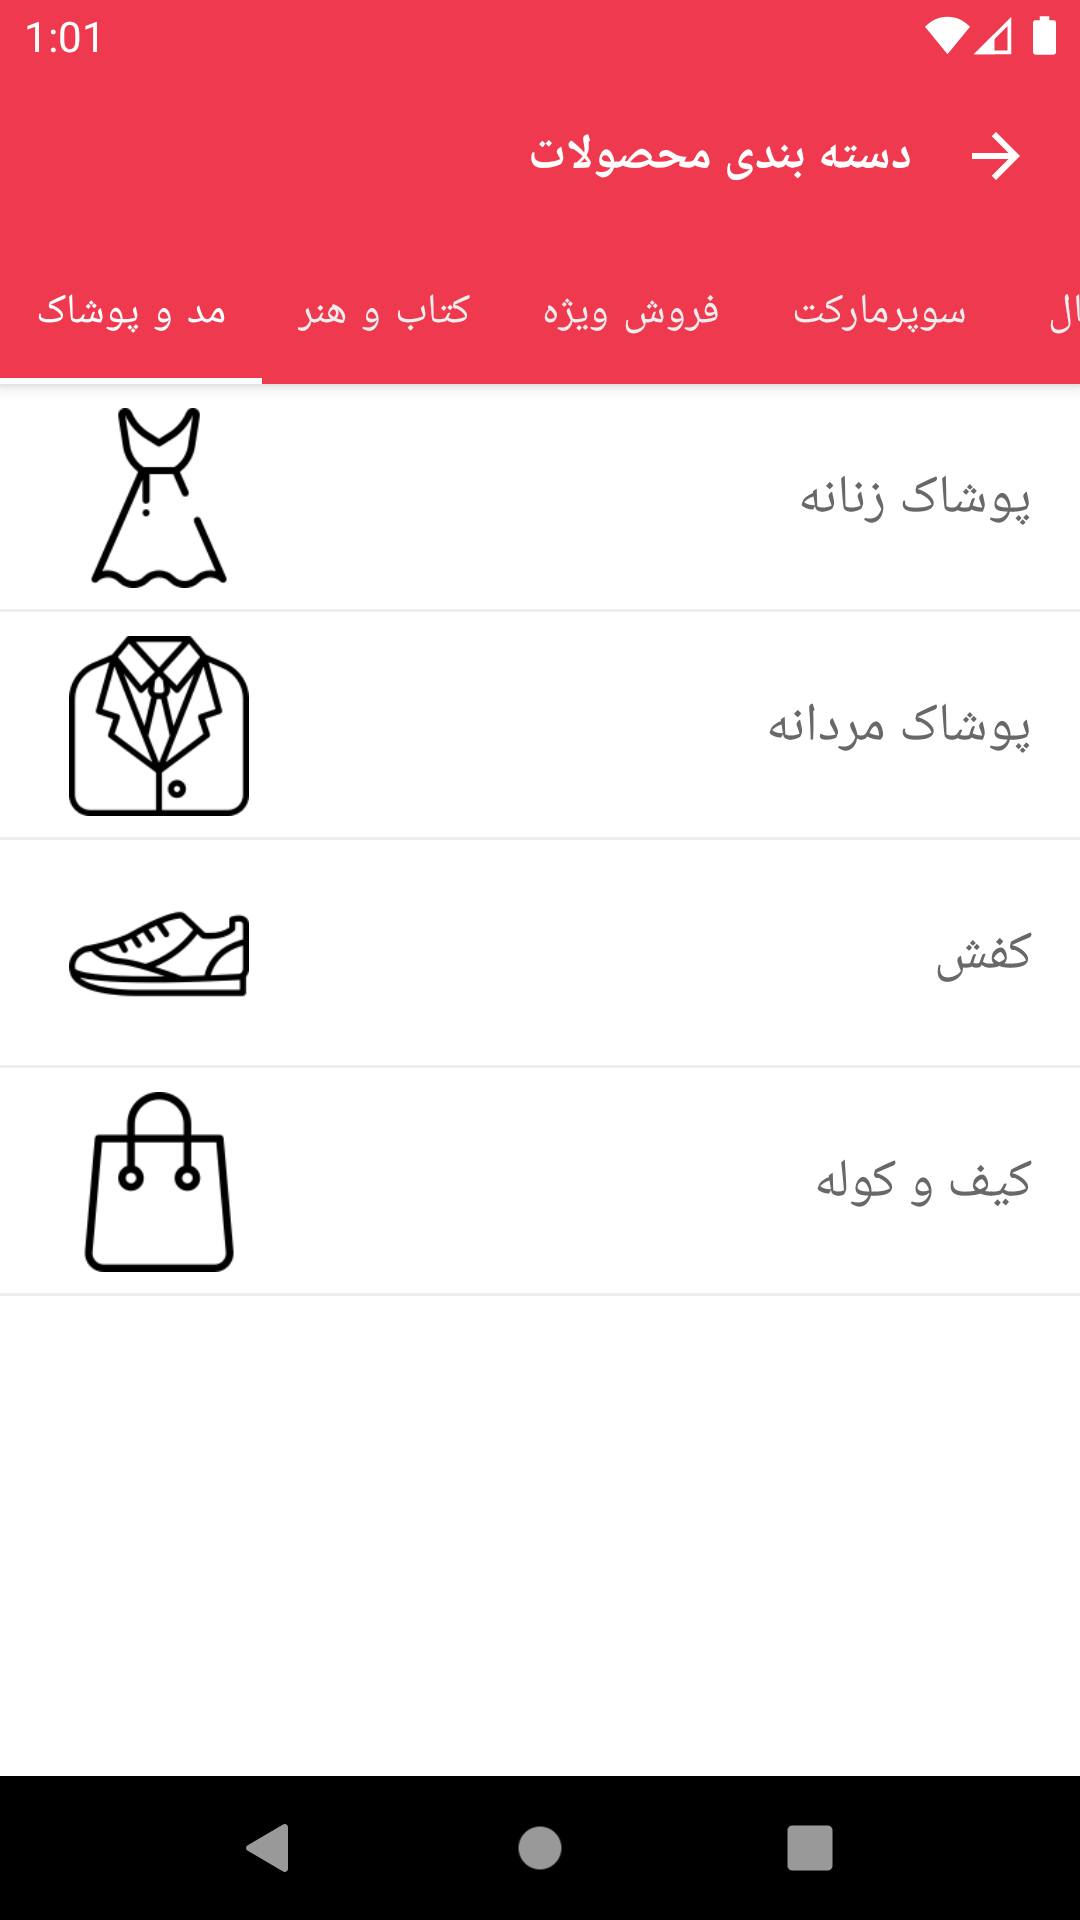 1:01
دسته بندی محصولات
مد و پوشاک
کتاب و هنر
فروش ویژه
سوپرمارکت
پوشاک زنانه
پوشاک مردانه
کفش
کیف و کوله